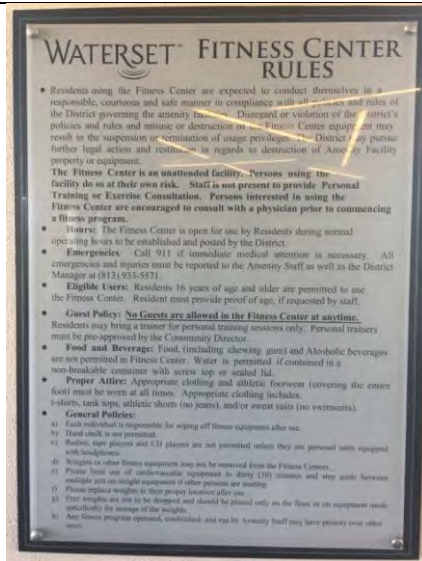 WATERSET™ FITNESS CENTER
RULES
• Residents using the Fitness Center are expected to conduct themselves in a
responsible, courteous and safe manner in compliance with all policies and rules of
the District governing the amenity facilities. Disregard or violation of the District's
policies and rules and misuse or destruction of the Fitness Center equipment may
result in the suspension or termination of usage privileges. The District may pursue
further legal action and restitution in regards to destruction of Amenity Facility
property or equipment.
The Fitness Center is an unattended facility. Persons using the
facility do so at their own risk. Staff is not present to provide Personal
Training or Exercise Consultation. Persons interested in using the
Fitness Center are encouraged to consult with a physician prior to commencing
a fitness program.
• Hours: The Fitness Center is open for use by Residents during normal
operating hours to be established and posted by the District.
• Emergencies: Call 911 if immediate medical attention is necessary. All
emergencies and injuries must be reported to the Amenity Staff as well as the District
Manager at (813) 933-5571.
• Eligible Users: Residents 16 years of age and older are permitted to use
the Fitness Center. Resident must provide proof of age, if requested by staff.
• Guest Policy: No Guests are allowed in the Fitness Center at anytime.
Residents may bring a trainer for personal training sessions only. Personal trainers
must be pre-approved by the Community Director.
• Food and Beverage: Food, (including chewing gum) and Alcoholic beverages
are not permitted in Fitness Center. Water is permitted if contained in a
non-breakable container with screw top or sealed lid.
• Proper Attire: Appropriate clothing and athletic footwear (covering the entire
foot) must be worn at all times. Appropriate clothing includes:
t-shirts, tank tops, athletic shorts (no jeans), and/or sweat suits (no swimsuits).
• General Policies:
a) Each individual is responsible for wiping off fitness equipment after use.
b) Hand chalk is not permitted.
c) Radios, tape players and CD players are not permitted unless they are personal units equipped
with headphones.
d) Weights or other fitness equipment may not be removed from the Fitness Centers.
e) Please limit use of cardiovascular equipment to thirty (30) minutes and step aside between
multiple sets on weight equipment if other persons are waiting.
f) Please replace weights to their proper location after use.
g) Free weights are not to be dropped and should be placed only on the floor or on equipment made
specifically for storage of the weights.
h) Any fitness program operated, established, and run by Amenity Staff may have priority over other
users.